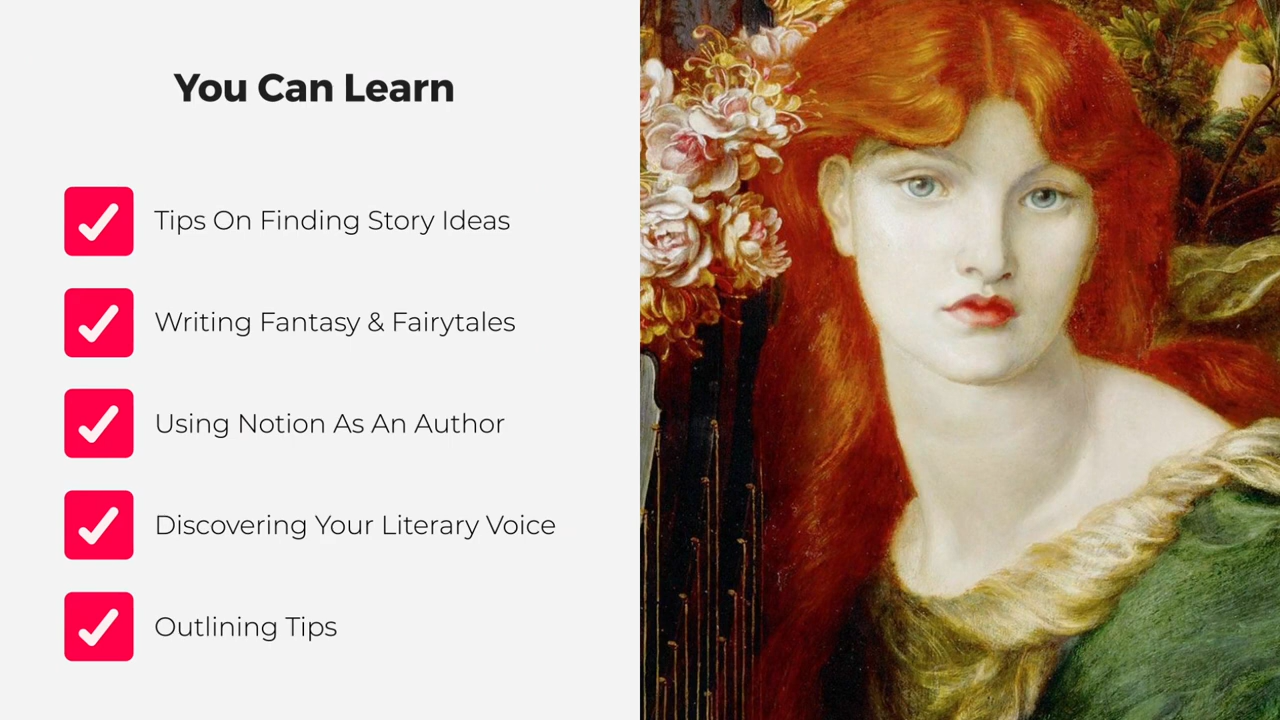 You Can Learn
Tips On Finding Story Ideas
Writing Fantasy & Fairytales
Using Notion As An Author
Discovering Your Literary Voice
Outlining Tips